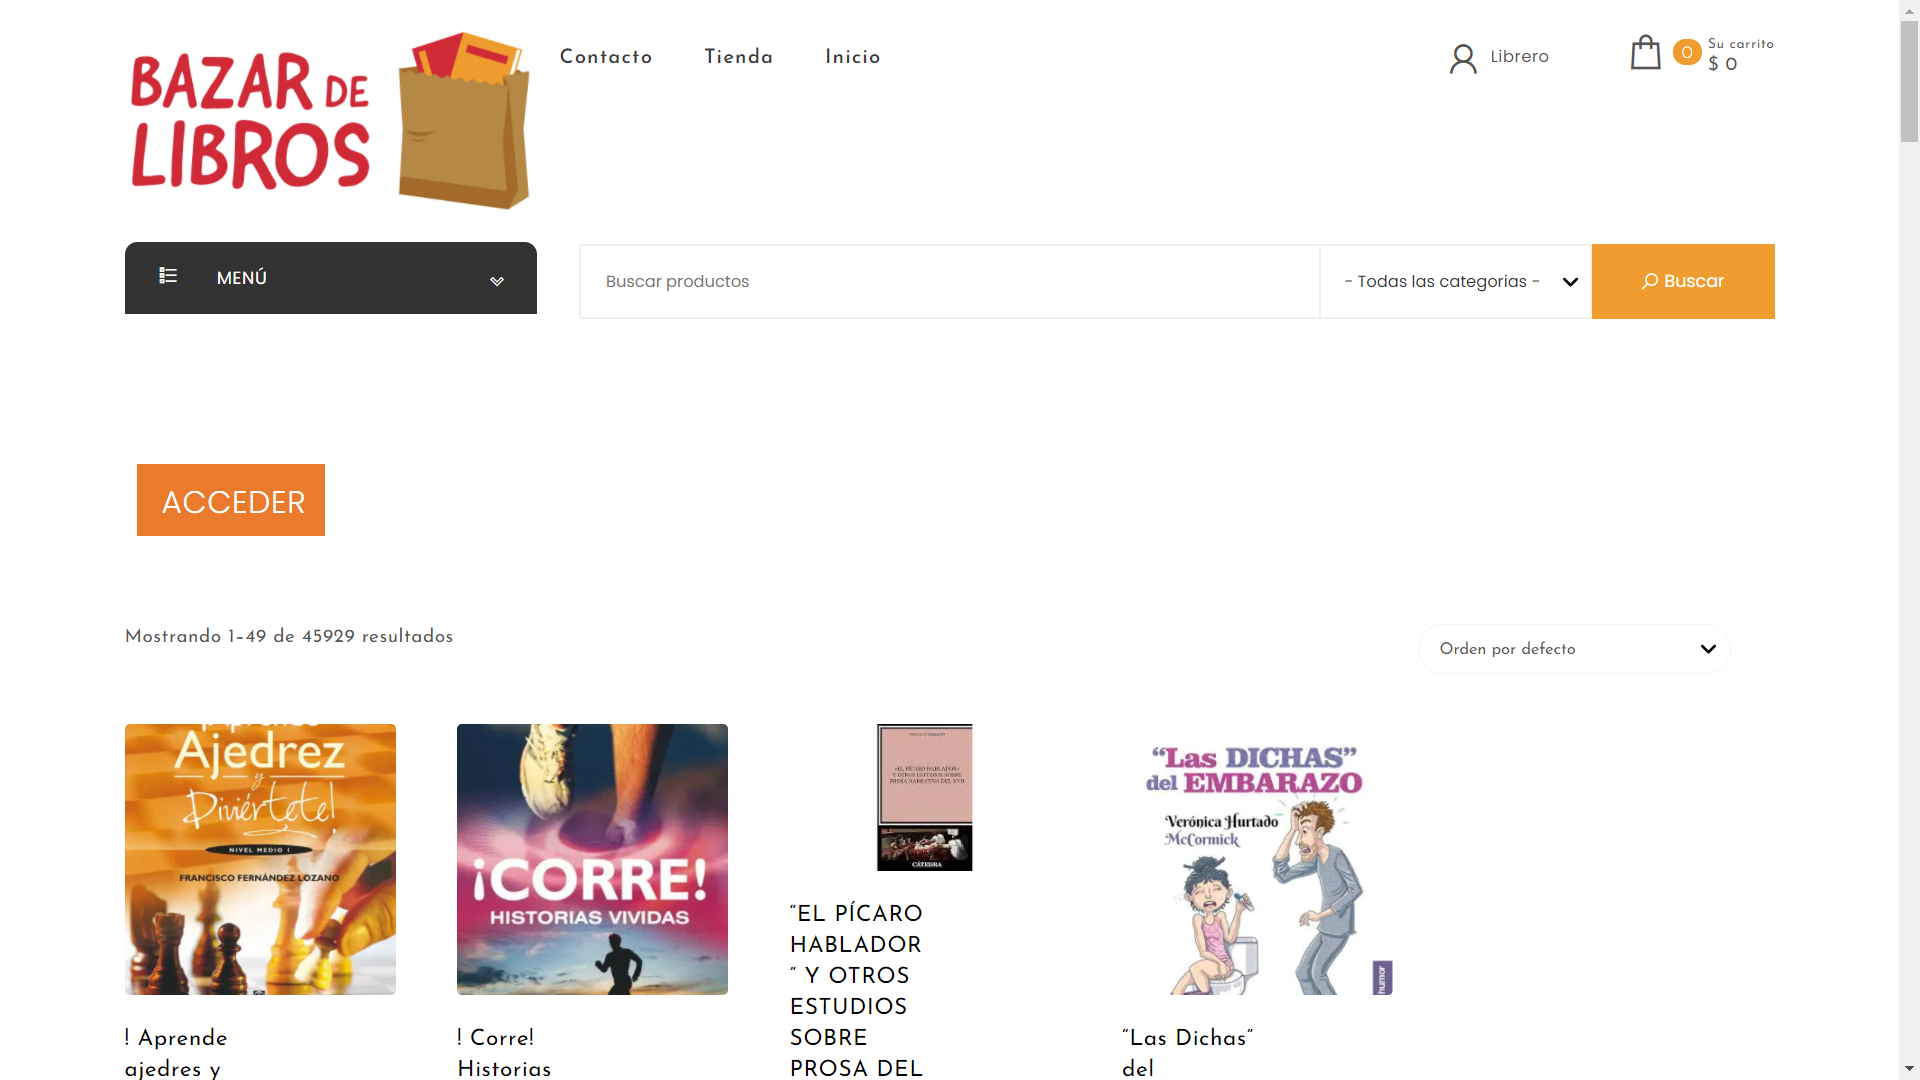 BAZAR DE
LIBROS
Contacto
Tienda
Inicio
Librero
0
Su carrito
$ 0
MENÚ
Buscar productos
- Todas las categorias -
Buscar
ACCEDER
Mostrando 1–49 de 45929 resultados
Orden por defecto
¡Aprende
Ajedrez
y
Diviértete!
NIVEL MEDIO I
FRANCISCO FERNÁNDEZ LOZANO
¡CORRE!
HISTORIAS VIVIDAS
«EL PÍCARO HABLADOR»
Y OTROS ESTUDIOS SOBRE
PROSA NARRATIVA DEL XVII
CÁTEDRA
“Las DICHAS”
del EMBARAZO
Verónica Hurtado
McCormick
humor
! Aprende
ajedres y
! Corre!
Historias
“EL PÍCARO
HABLADOR
” Y OTROS
ESTUDIOS
SOBRE
PROSA DEL
“Las Dichas”
del